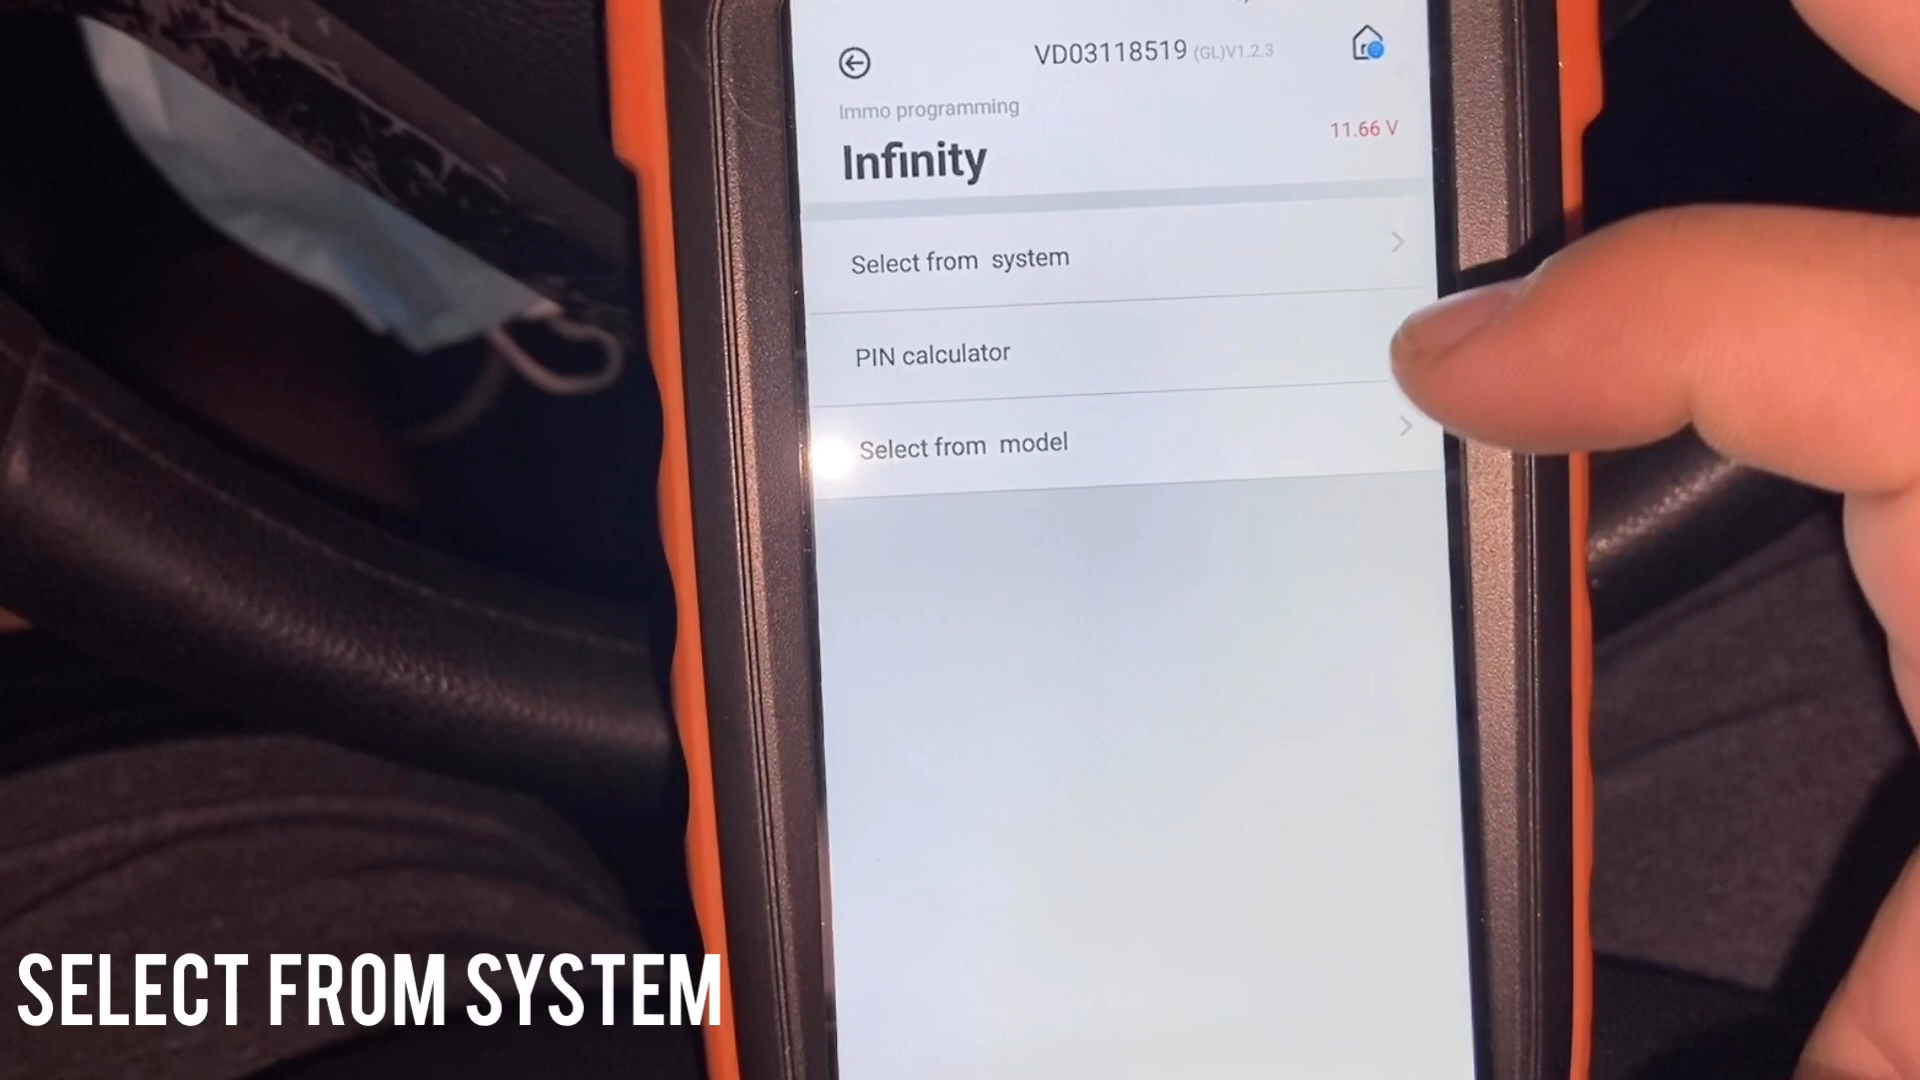 VD03118519 (GL)V1.2.3
Immo programming
11.66 V
Infinity
Select from system
PIN calculator
Select from model
SELECT FROM SYSTEM